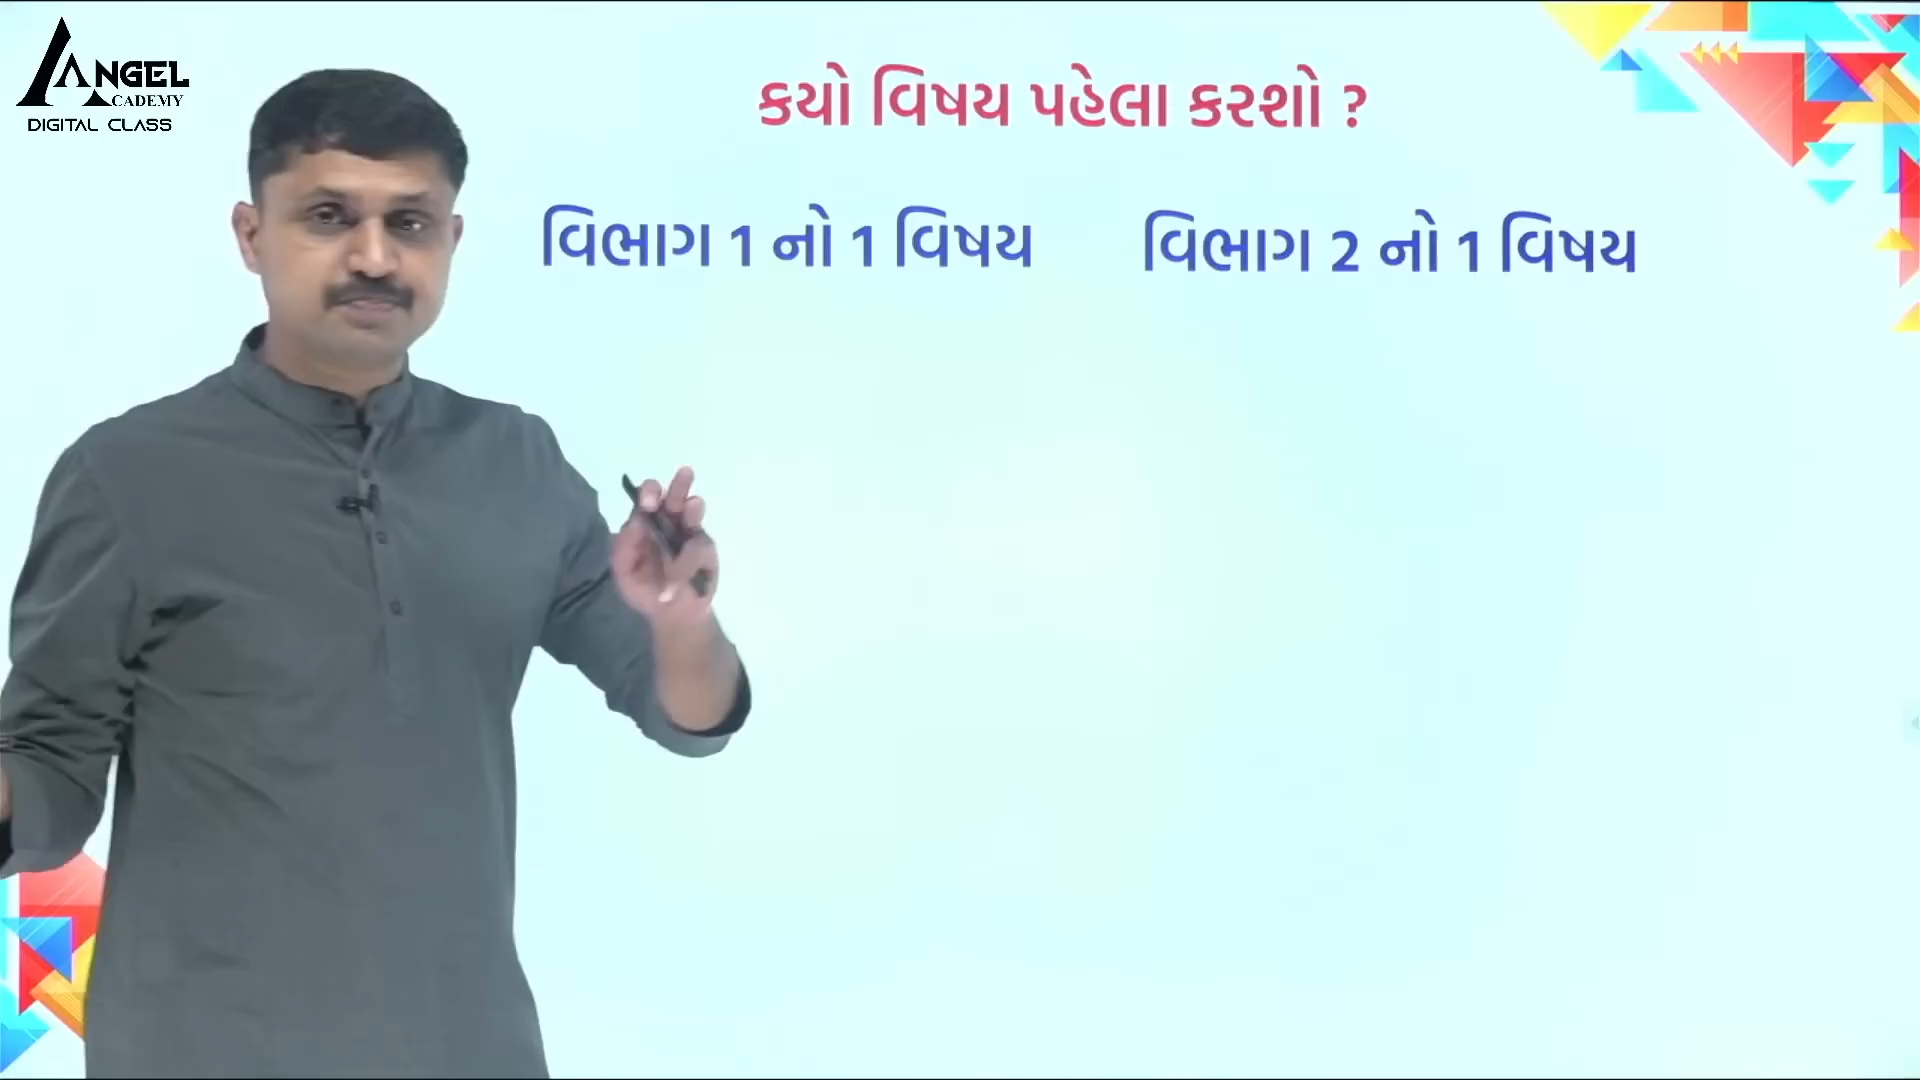 ANGEL
ACADEMY
DIGITAL CLASS
કયો વિષય પહેલા કરશો ?
વિભાગ 1 નો 1 વિષય
વિભાગ 2 નો 1 વિષય